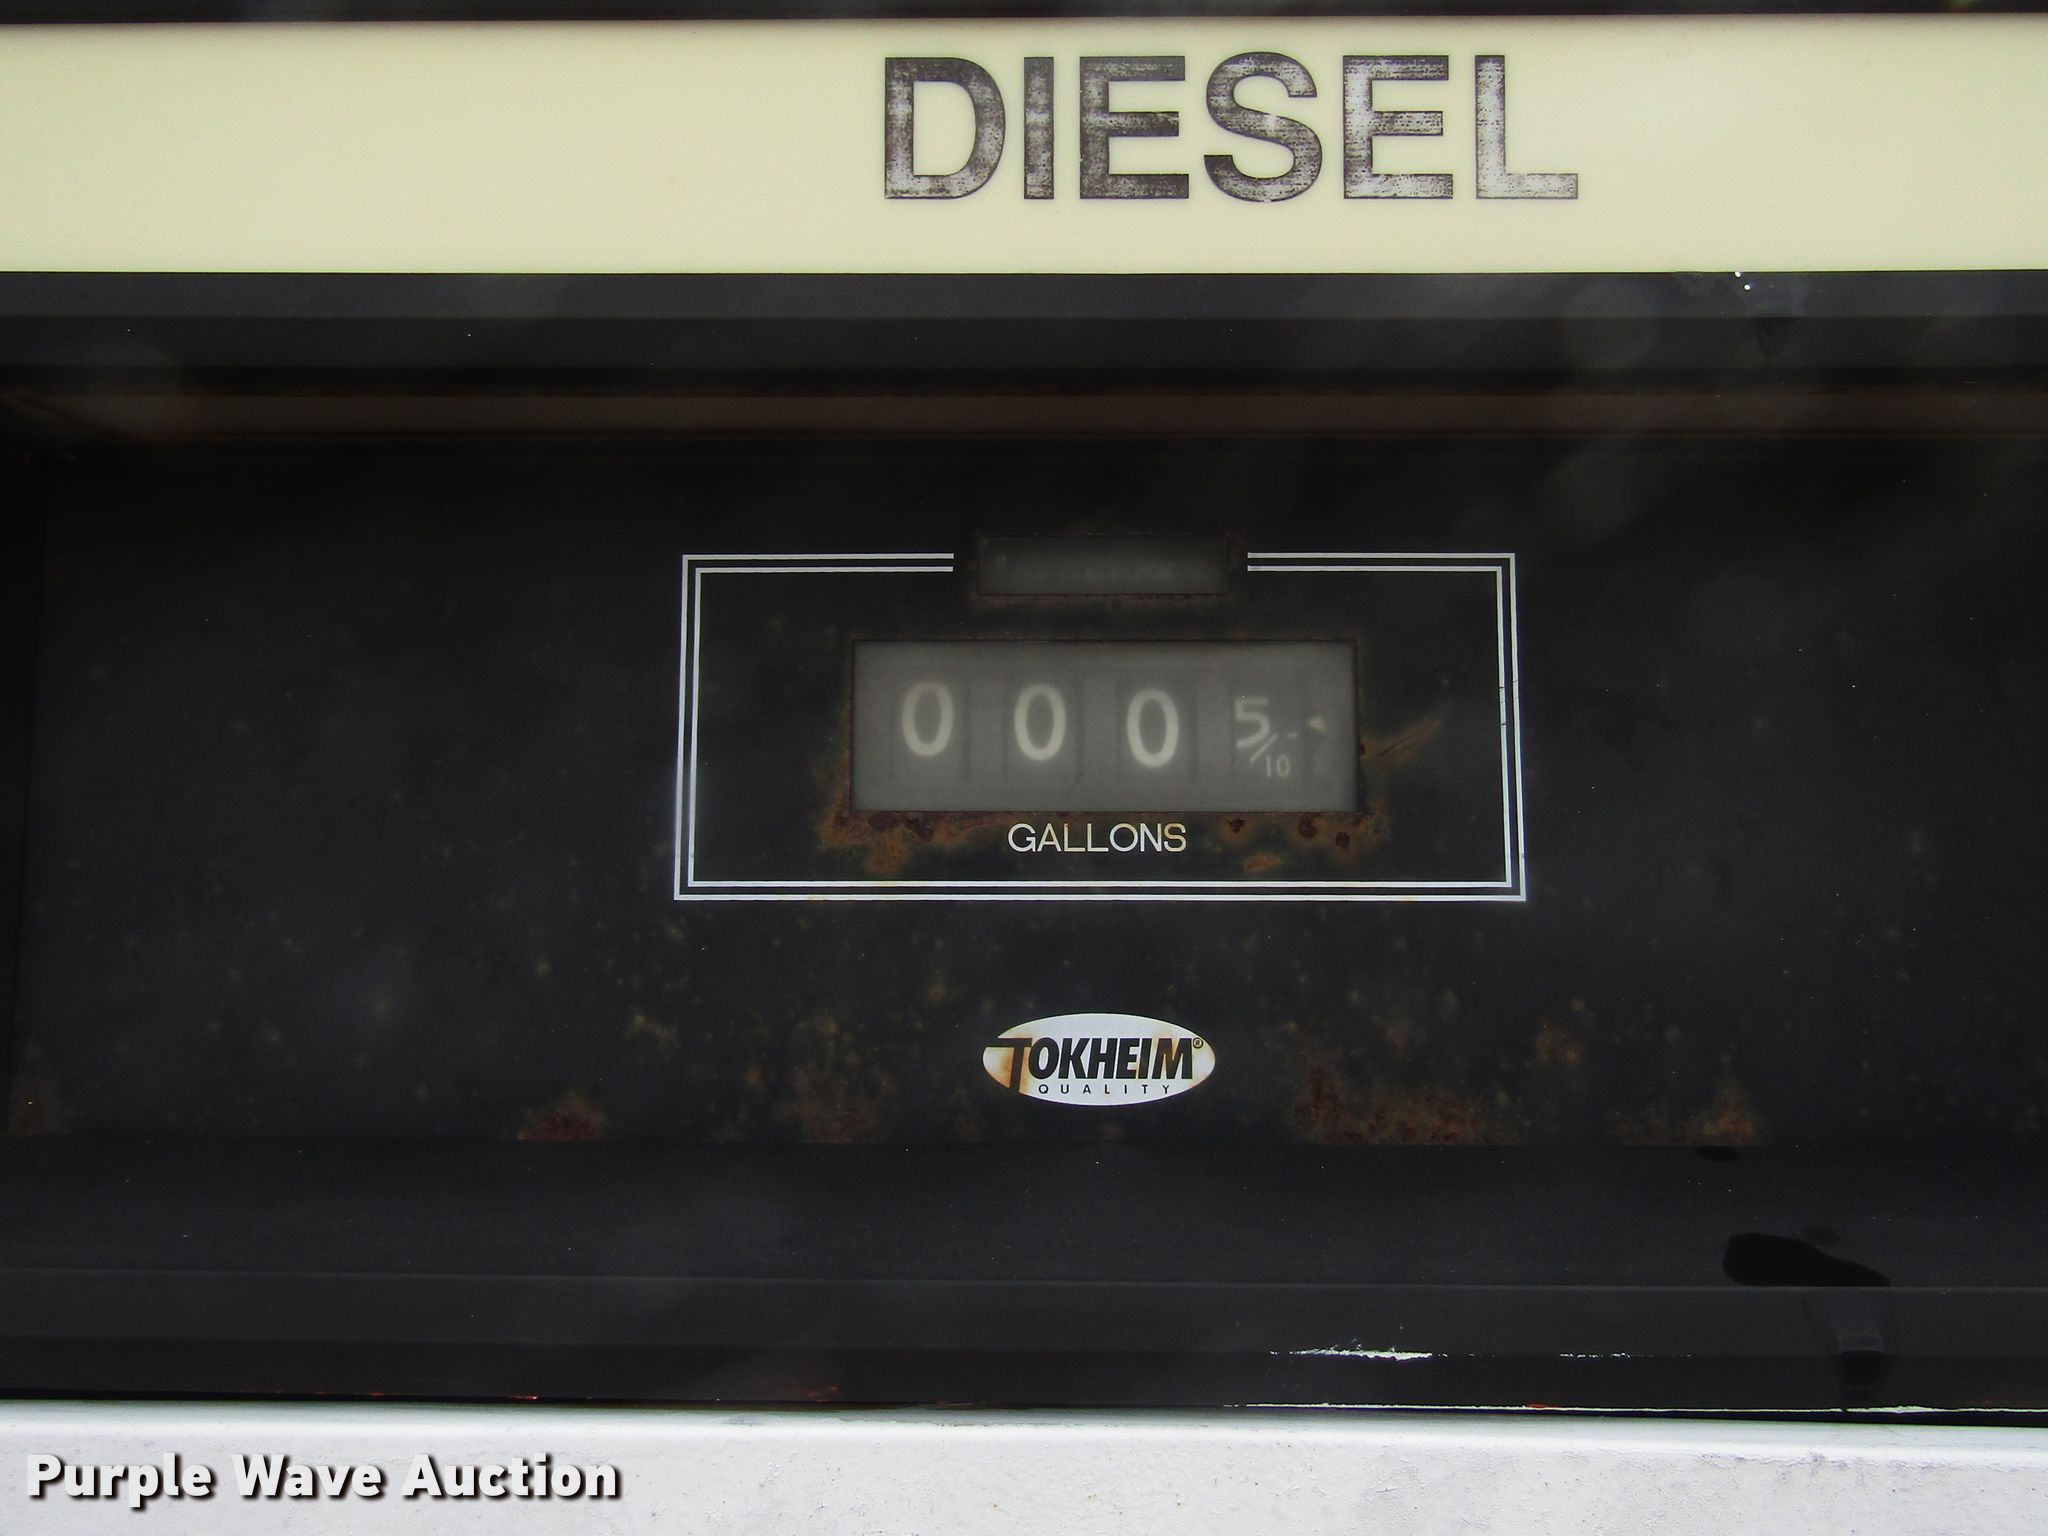 DIESEL
0 0 0 5/10
GALLONS
TOKHEIM®
QUALITY
Purple Wave Auction